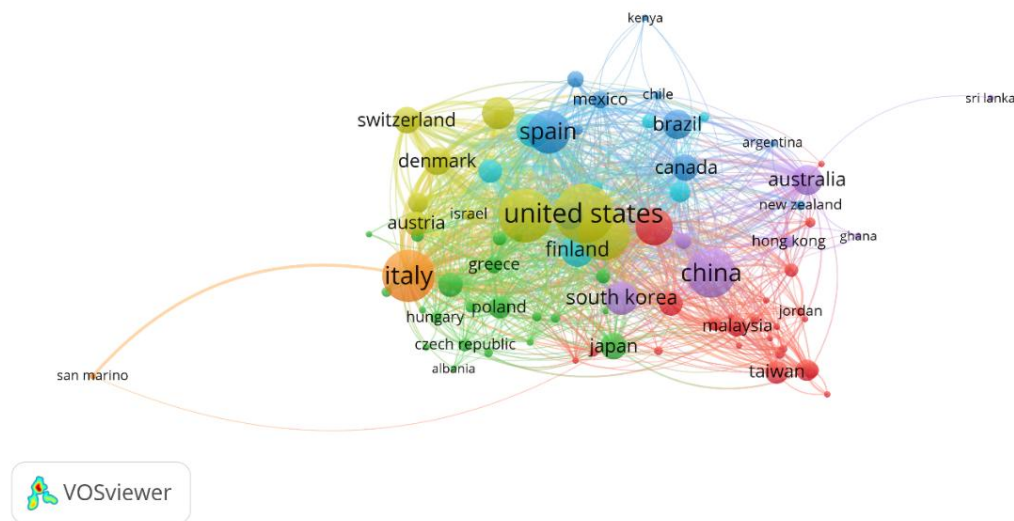 kenya
mexico
chile
sri lanka
switzerland
spain
brazil
argentina
denmark
canada
australia
austria
israel
united states
new zealand
finland
hong kong
ghana
greece
italy
china
south korea
hungary
poland
malaysia
jordan
czech republic
japan
albania
taiwan
san marino
VOSviewer